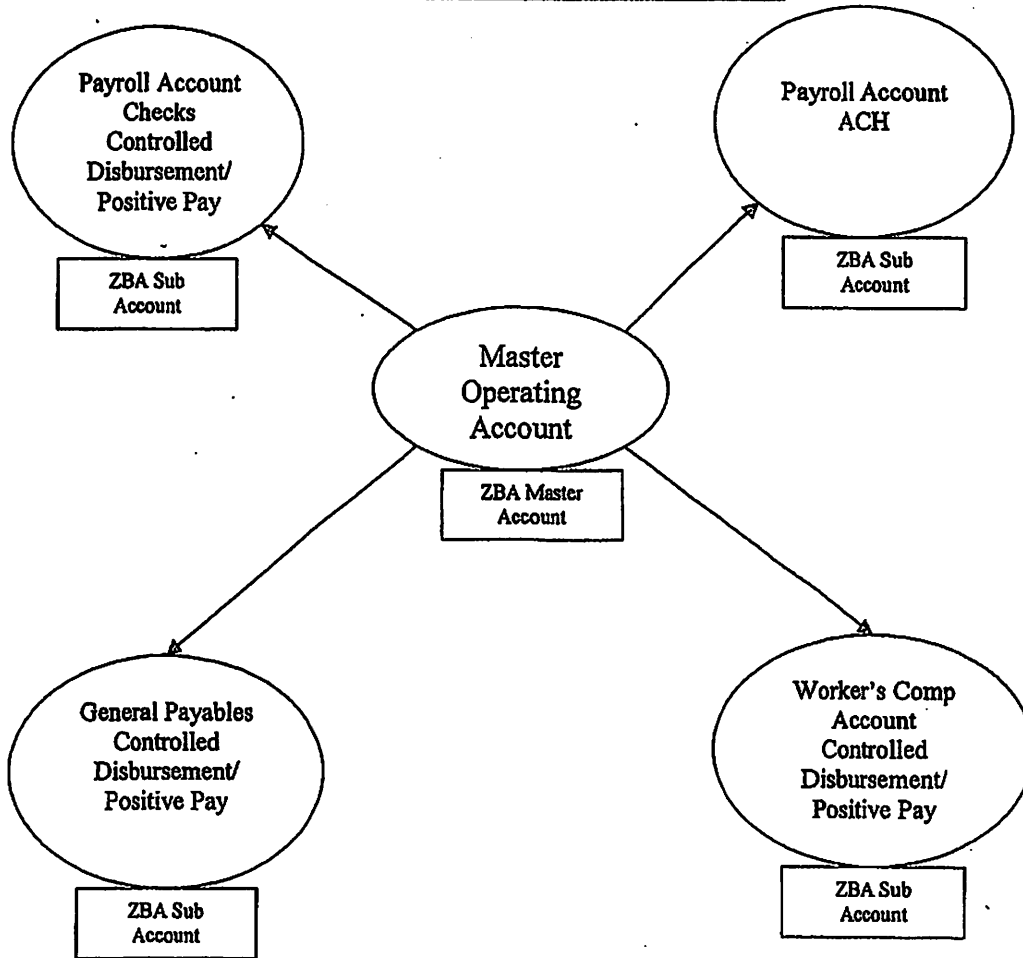 Payroll Account
Checks
Controlled
Disbursement/
Positive Pay
ZBA Sub
Account
Payroll Account
ACH
ZBA Sub
Account
Master
Operating
Account
ZBA Master
Account
General Payables
Controlled
Disbursement/
Positive Pay
ZBA Sub
Account
Worker's Comp
Account
Controlled
Disbursement/
Positive Pay
ZBA Sub
Account